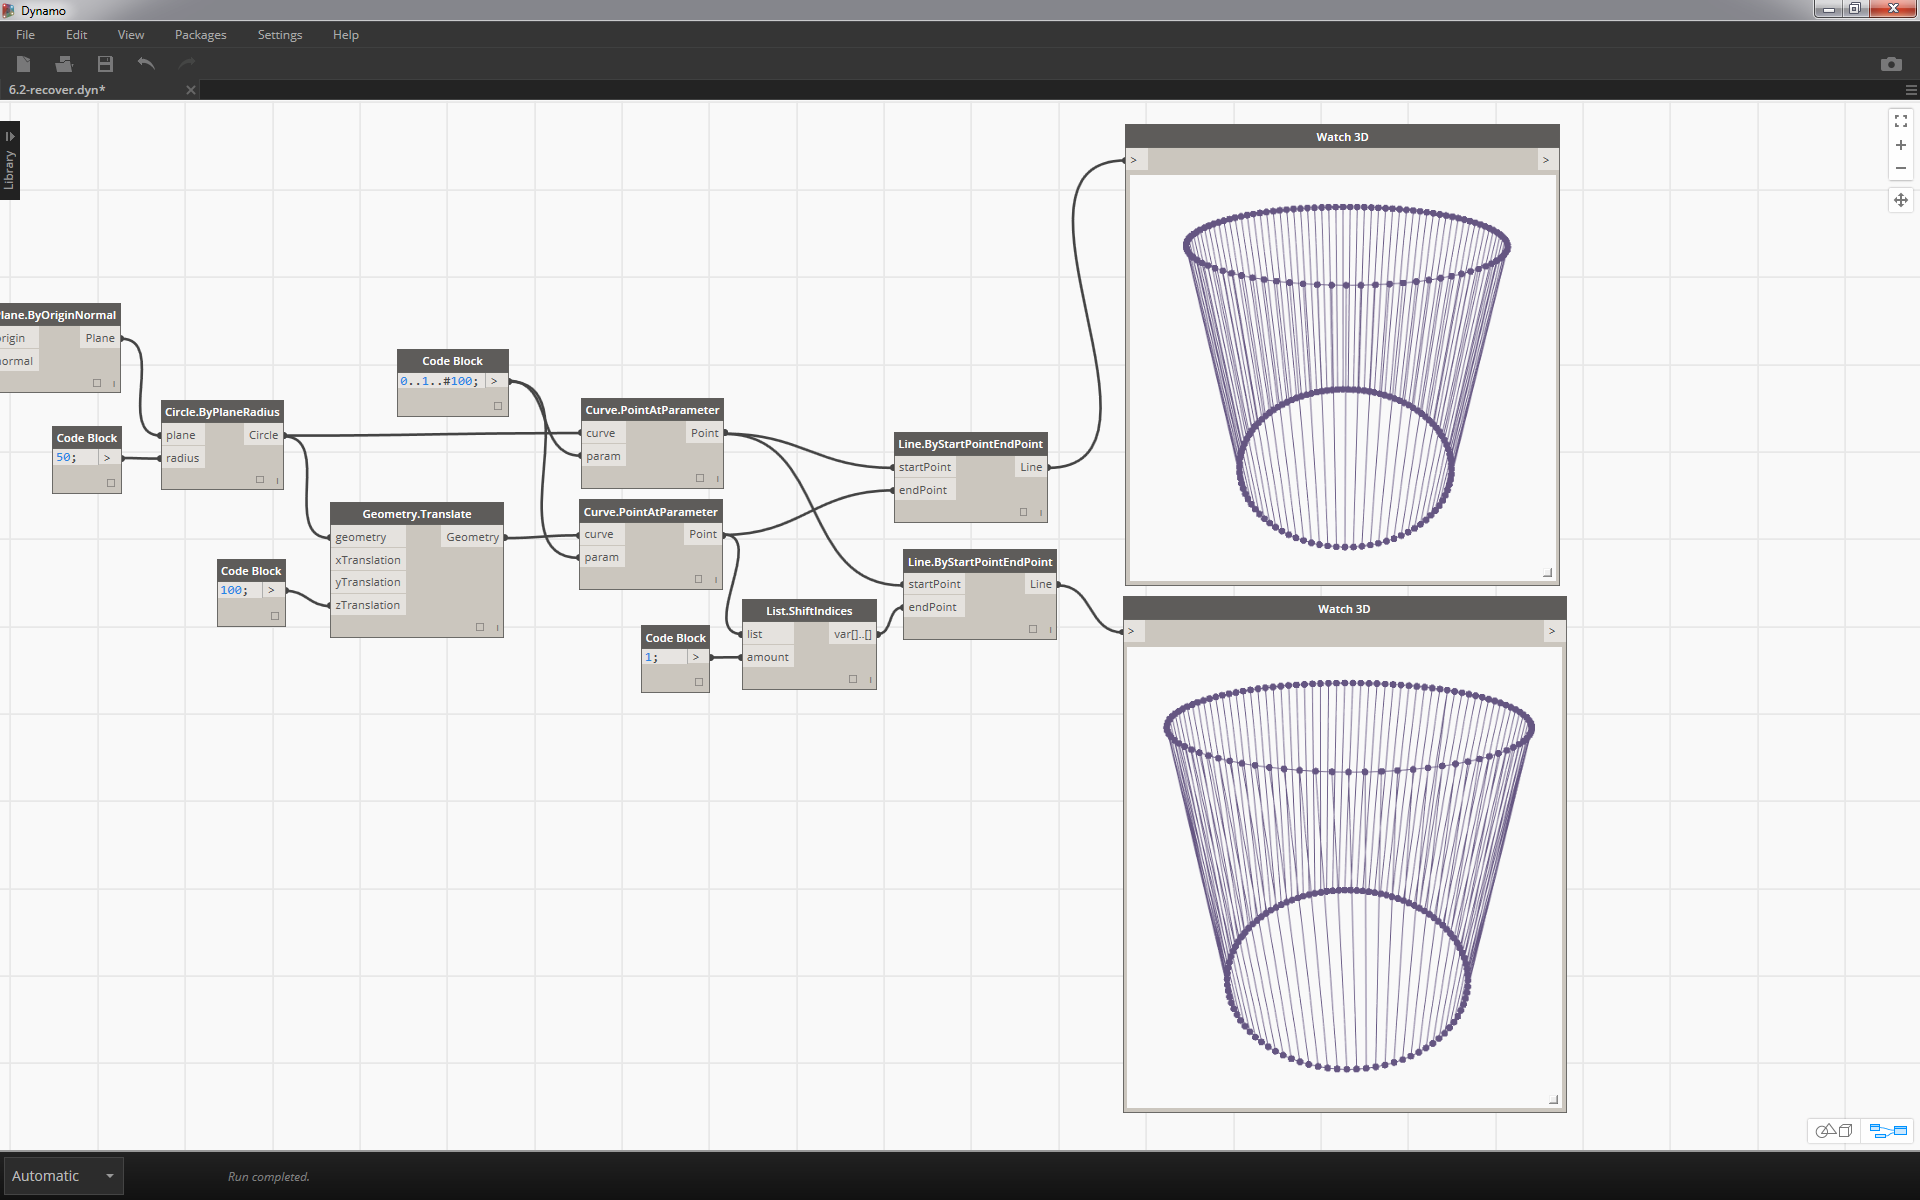 Dynamo
File Edit View Packages Settings Help
6.2-recover.dyn*
Library
Plane.ByOriginNormal
origin Plane
normal
Code Block
50; >
Circle.ByPlaneRadius
plane Circle
radius
Code Block
100; >
Geometry.Translate
geometry Geometry
xTranslation
yTranslation
zTranslation
Code Block
0..1..#100; >
Curve.PointAtParameter
curve Point
param
Curve.PointAtParameter
curve Point
param
Code Block
1; >
List.ShiftIndices
list var[]..[]
amount
Line.ByStartPointEndPoint
startPoint Line
endPoint
Line.ByStartPointEndPoint
startPoint Line
endPoint
Watch 3D
> >
Watch 3D
> >
Automatic
Run completed.